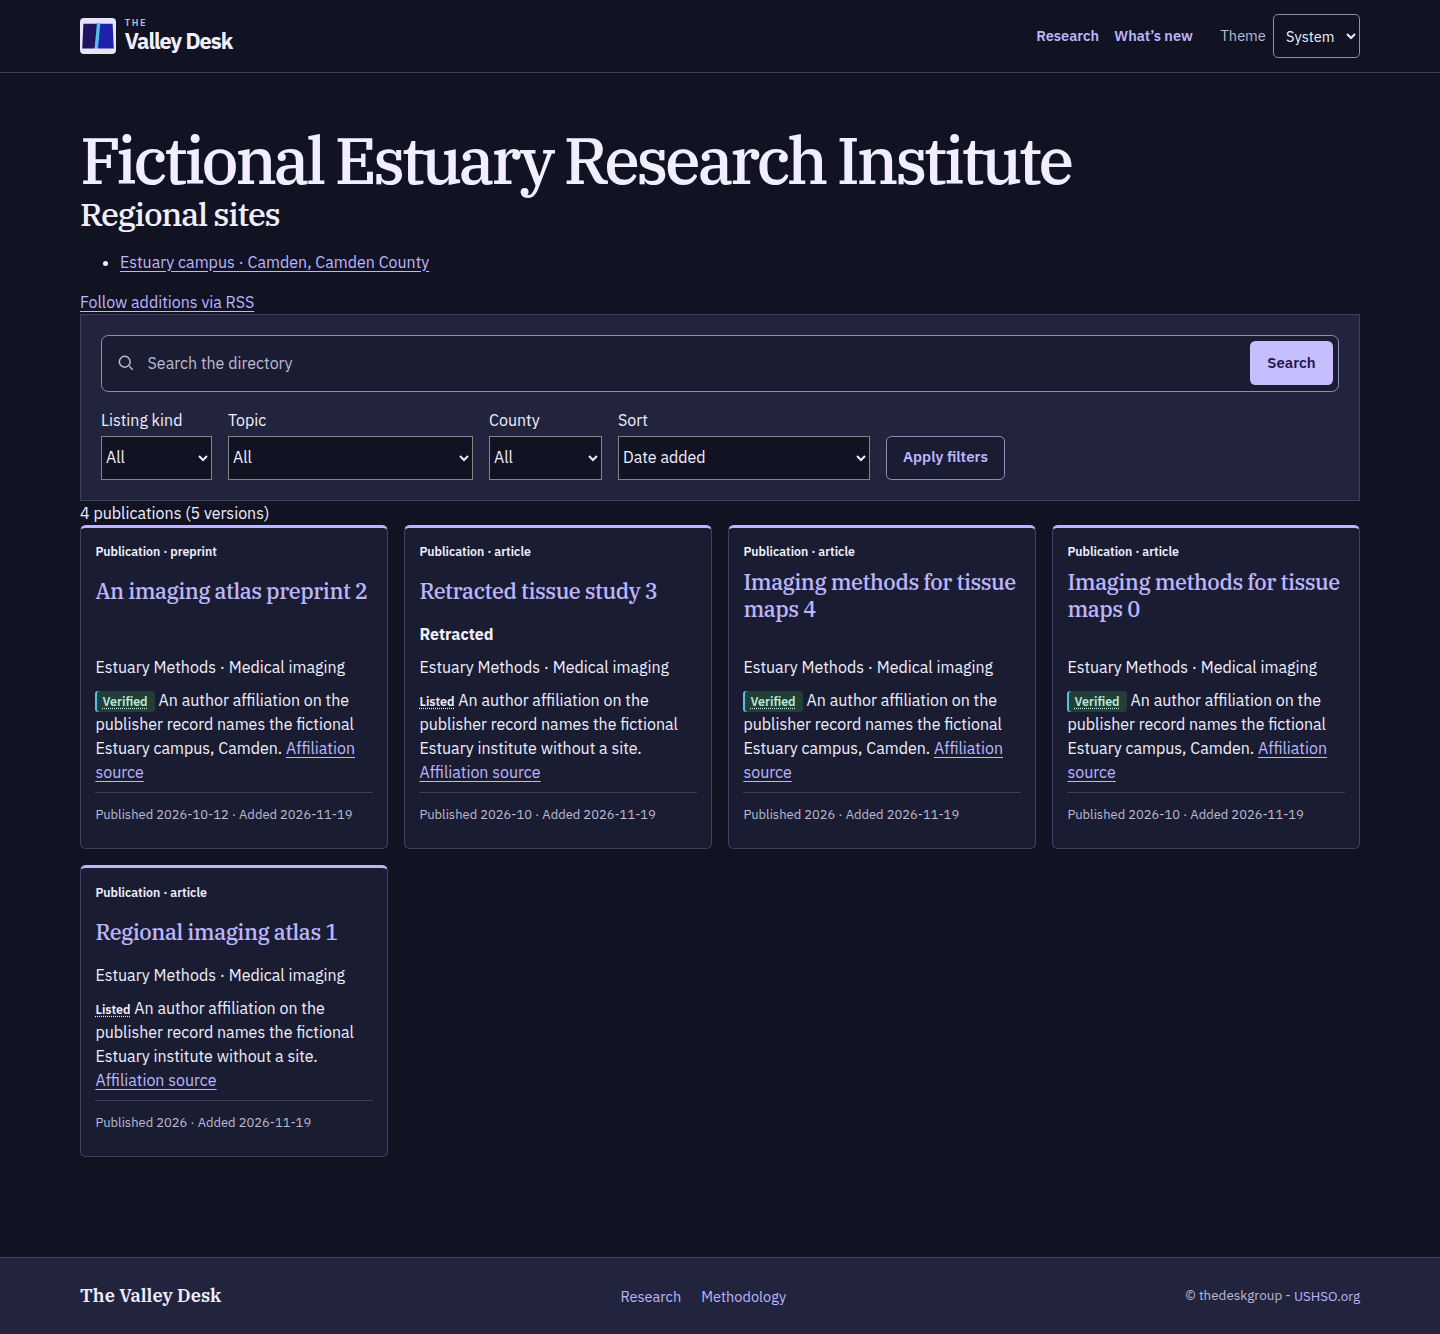 THE
Valley Desk
Research What's new Theme System
Fictional Estuary Research Institute
Regional sites
• Estuary campus · Camden, Camden County
Follow additions via RSS
Search the directory Search
Listing kind Topic County Sort
All All All Date added Apply filters
4 publications (5 versions)
Publication · preprint
An imaging atlas preprint 2
Estuary Methods · Medical imaging
Verified An author affiliation on the
publisher record names the fictional
Estuary campus, Camden. Affiliation
source
Published 2026-10-12 · Added 2026-11-19
Publication · article
Retracted tissue study 3
Retracted
Estuary Methods · Medical imaging
Listed An author affiliation on the
publisher record names the fictional
Estuary institute without a site.
Affiliation source
Published 2026-10 · Added 2026-11-19
Publication · article
Imaging methods for tissue
maps 4
Estuary Methods · Medical imaging
Verified An author affiliation on the
publisher record names the fictional
Estuary campus, Camden. Affiliation
source
Published 2026 · Added 2026-11-19
Publication · article
Imaging methods for tissue
maps 0
Estuary Methods · Medical imaging
Verified An author affiliation on the
publisher record names the fictional
Estuary campus, Camden. Affiliation
source
Published 2026-10 · Added 2026-11-19
Publication · article
Regional imaging atlas 1
Estuary Methods · Medical imaging
Listed An author affiliation on the
publisher record names the fictional
Estuary institute without a site.
Affiliation source
Published 2026 · Added 2026-11-19
The Valley Desk Research Methodology © thedeskgroup - USHSO.org